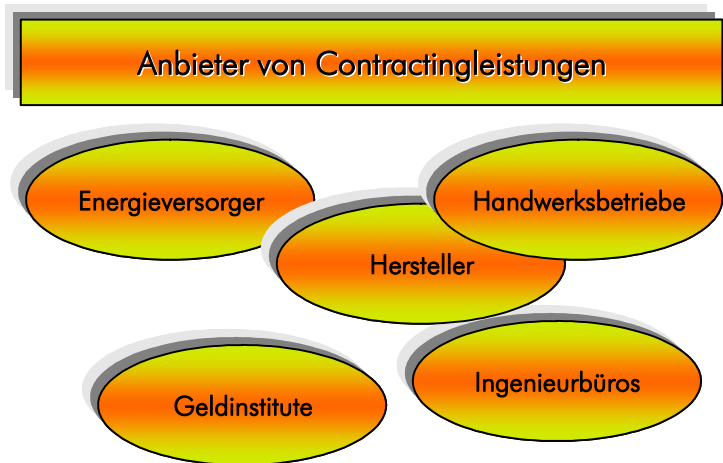 Anbieter von Contractingleistungen
Energieversorger
Handwerksbetriebe
Hersteller
Ingenieurbüros
Geldinstitute